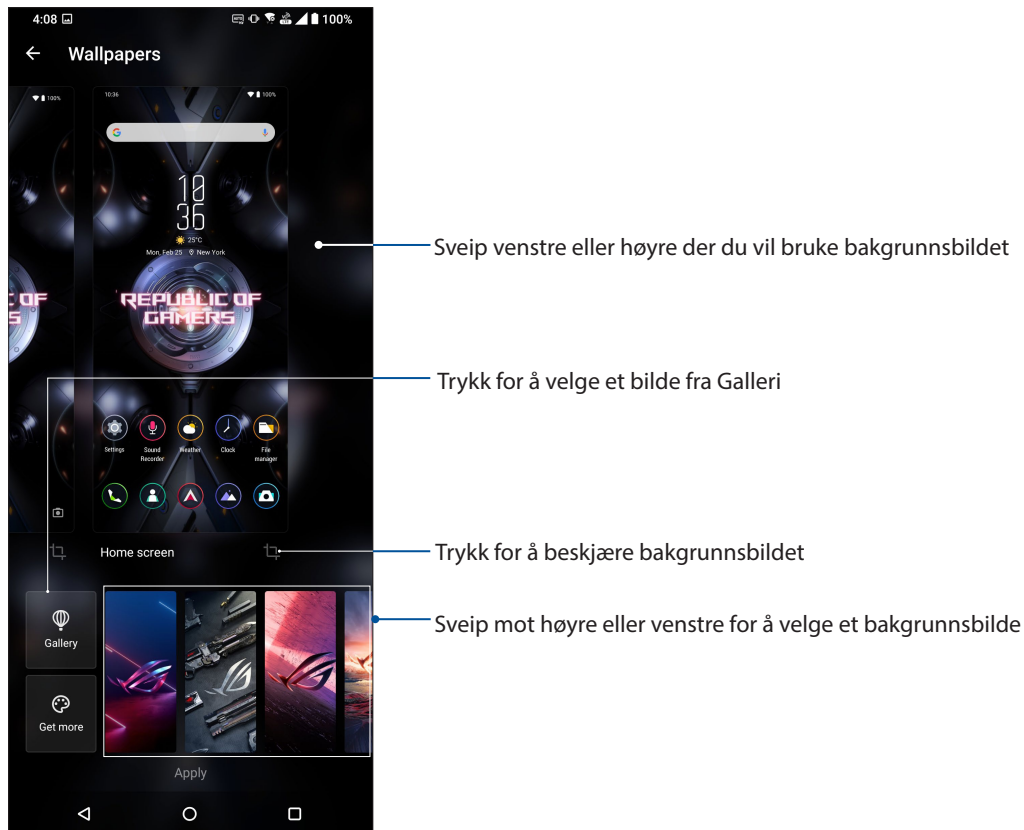 4:08 100%
Wallpapers
100%
10:36 100%
10
36
25°C
Mon, Feb 25 New York
Sveip venstre eller høyre der du vil bruke bakgrunnsbildet
REPUBLIC OF
GAMERS
OF
S
Trykk for å velge et bilde fra Galleri
Settings Sound Recorder Weather Clock File manager
Home screen
Trykk for å beskjære bakgrunnsbildet
Gallery
Sveip mot høyre eller venstre for å velge et bakgrunnsbilde
Get more
Apply